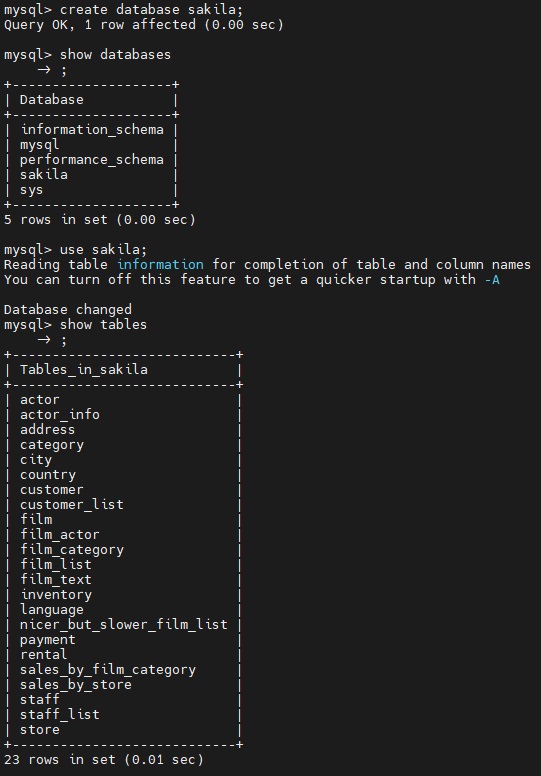 mysql> create database sakila;
Query OK, 1 row affected (0.00 sec)
mysql> show databases
    → ;
+--------------------+
| Database           |
+--------------------+
| information_schema |
| mysql              |
| performance_schema |
| sakila             |
| sys                |
+--------------------+
5 rows in set (0.00 sec)
mysql> use sakila;
Reading table information for completion of table and column names
You can turn off this feature to get a quicker startup with -A
Database changed
mysql> show tables
    → ;
+----------------------------+
| Tables_in_sakila           |
+----------------------------+
| actor                      |
| actor_info                 |
| address                    |
| category                   |
| city                       |
| country                    |
| customer                   |
| customer_list              |
| film                       |
| film_actor                 |
| film_category              |
| film_list                  |
| film_text                  |
| inventory                  |
| language                   |
| nicer_but_slower_film_list |
| payment                    |
| rental                     |
| sales_by_film_category     |
| sales_by_store             |
| staff                      |
| staff_list                 |
| store                      |
+----------------------------+
23 rows in set (0.01 sec)